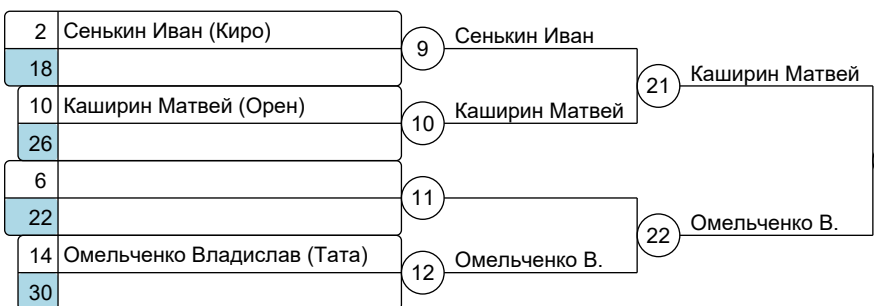 2 Сенькин Иван (Киро)
9 Сенькин Иван
18
21 Каширин Матвей
10 Каширин Матвей (Орен)
10 Каширин Матвей
26
6
11
22
22 Омельченко В.
14 Омельченко Владислав (Тата)
12 Омельченко В.
30